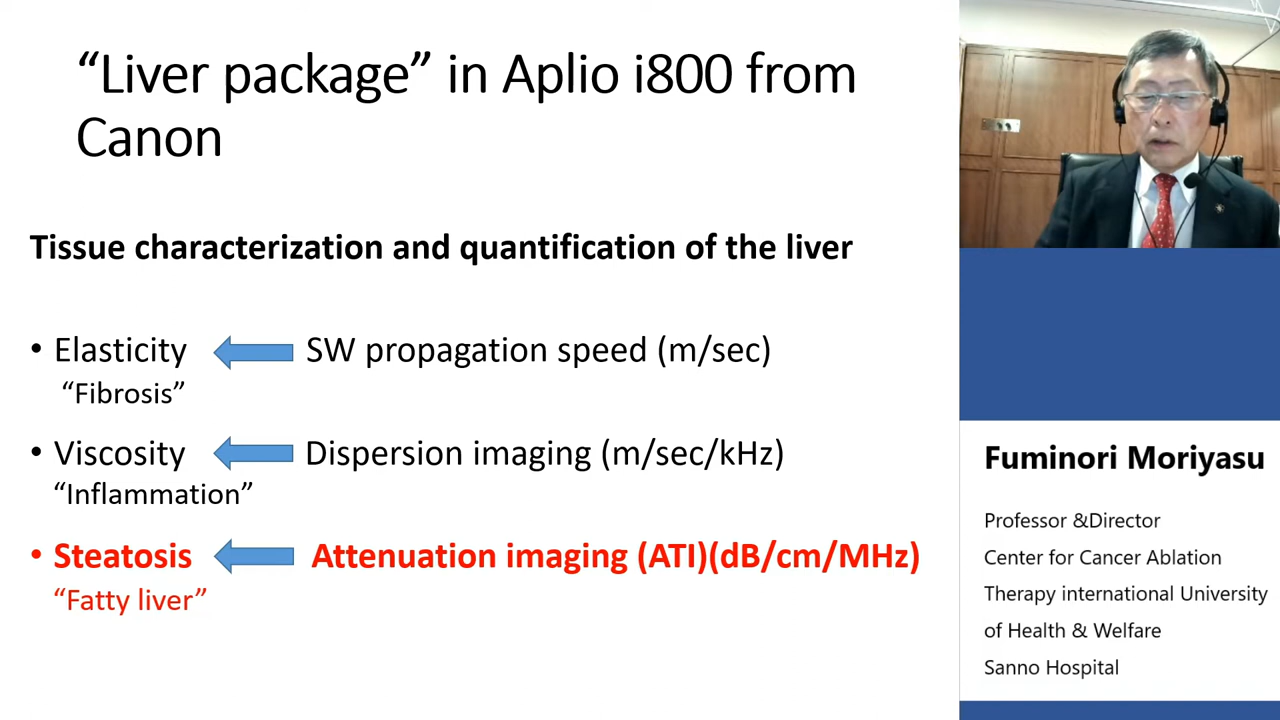 “Liver package” in Aplio i800 from
Canon
Tissue characterization and quantification of the liver
• Elasticity SW propagation speed (m/sec)
“Fibrosis”
• Viscosity Dispersion imaging (m/sec/kHz)
“Inflammation”
• Steatosis Attenuation imaging (ATI)(dB/cm/MHz)
“Fatty liver”
Fuminori Moriyasu
Professor &Director
Center for Cancer Ablation
Therapy international University
of Health & Welfare
Sanno Hospital